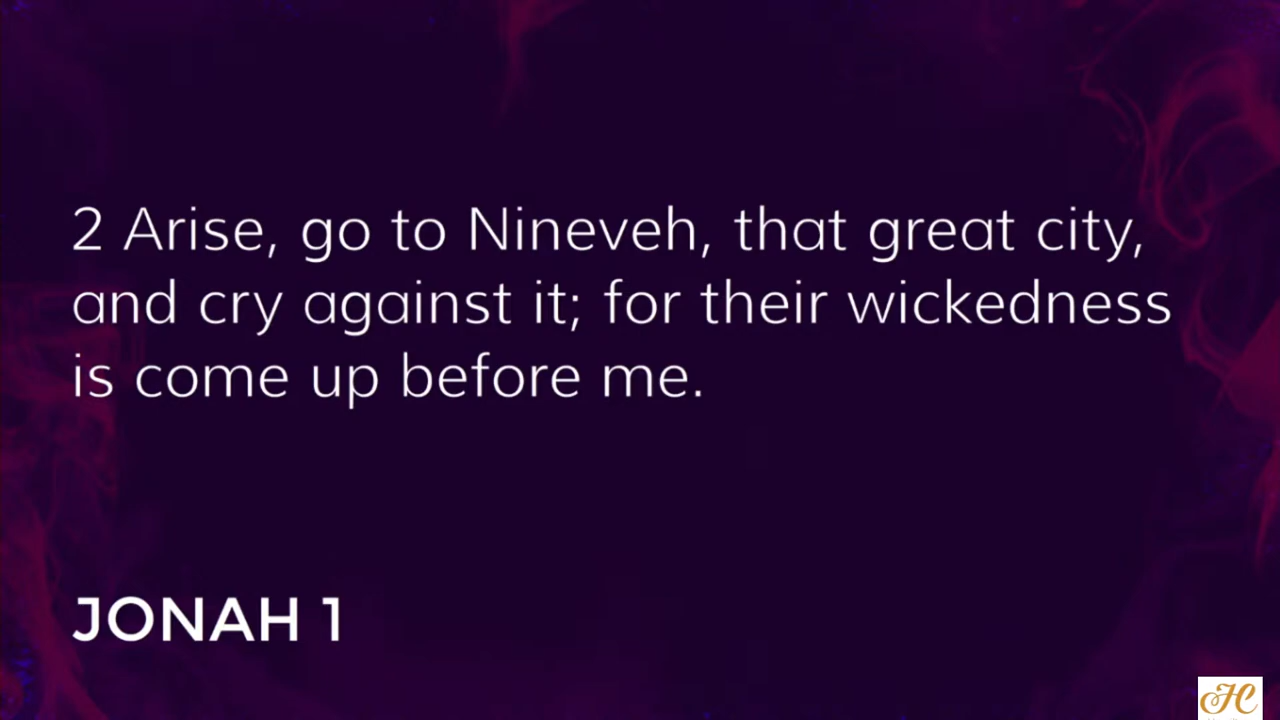 2 Arise, go to Nineveh, that great city,
and cry against it; for their wickedness
is come up before me.
JONAH 1
HC